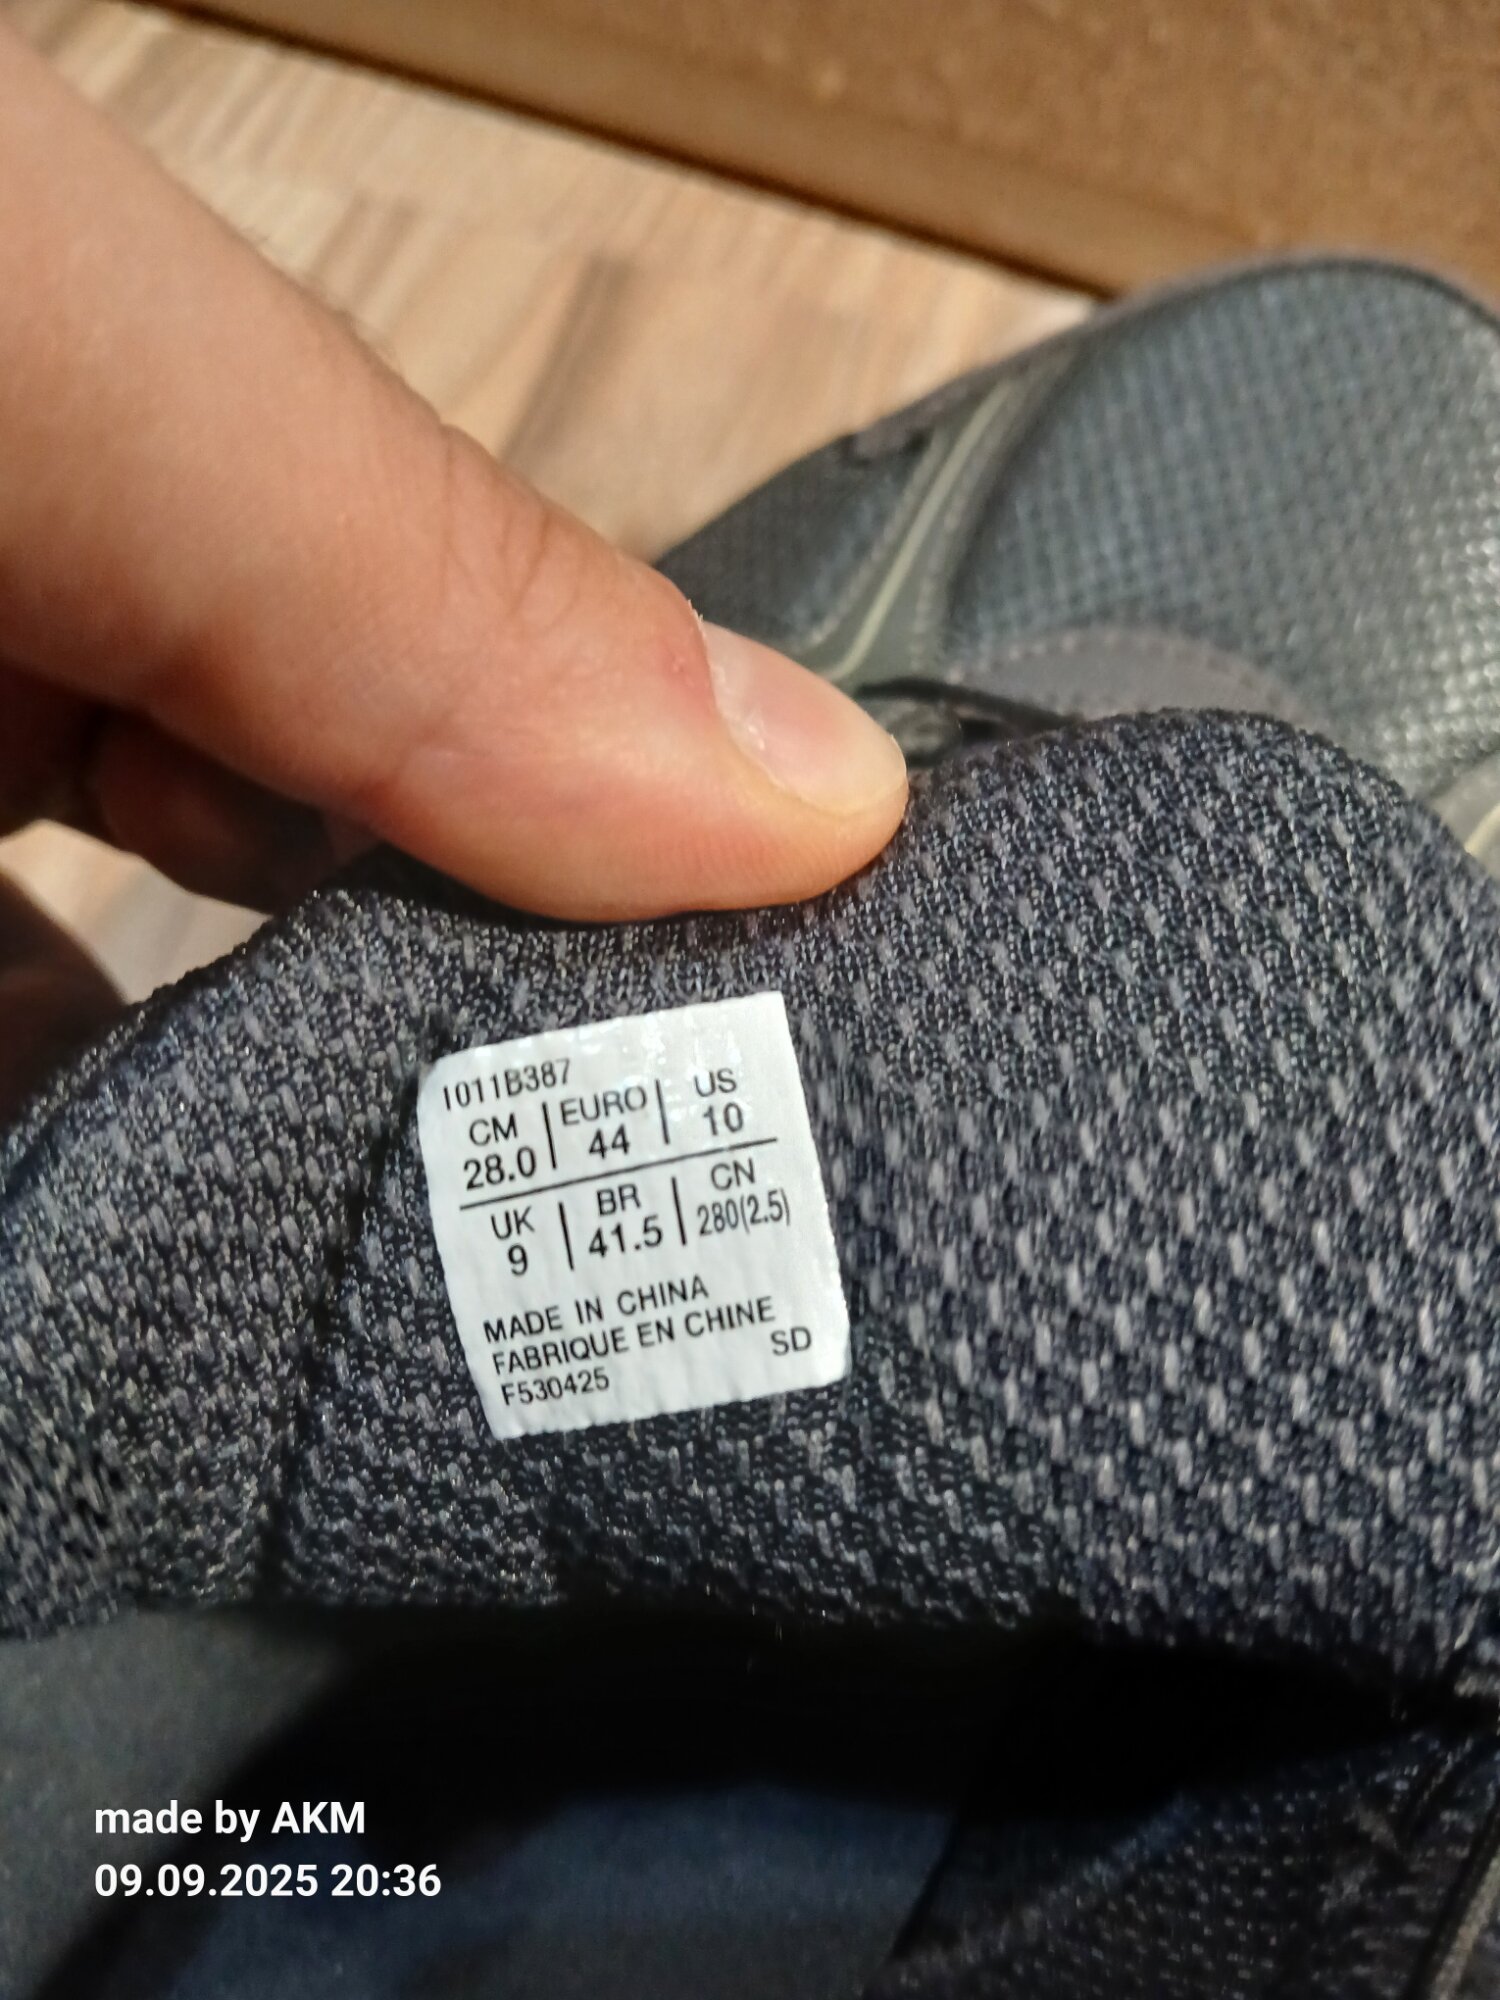 1011B387
CM | EURO | US
28.0 | 44 | 10
UK | BR | CN
9 | 41.5 | 280(2.5)
MADE IN CHINA
FABRIQUE EN CHINE
F530425 SD
made by AKM
09.09.2025 20:36